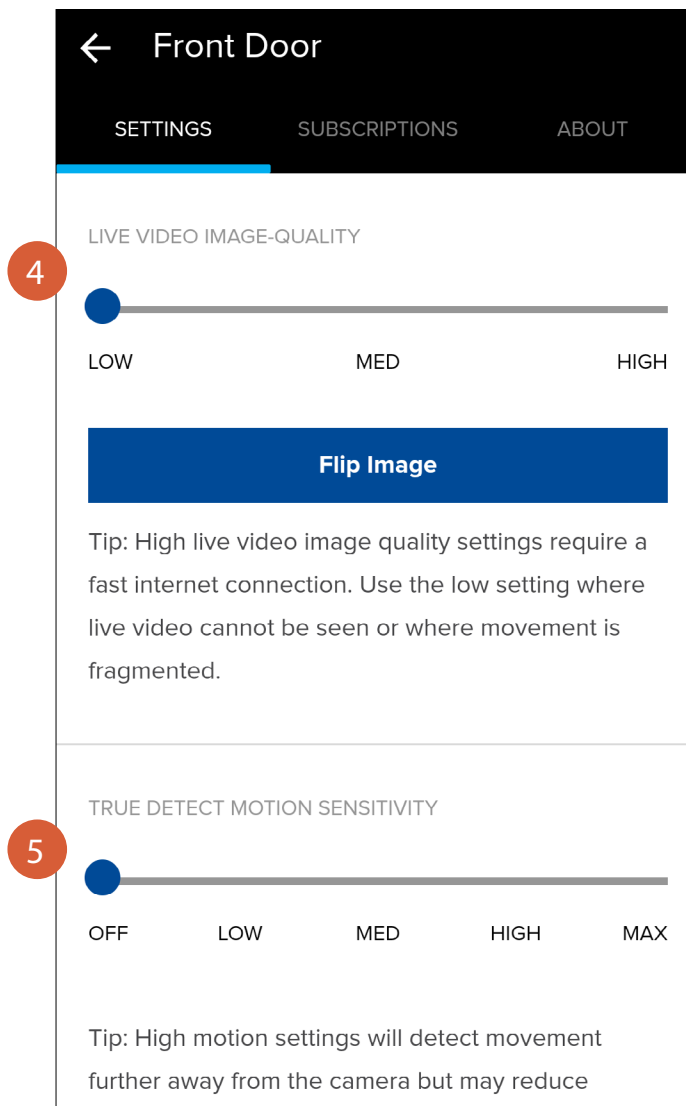 Front Door
SETTINGS SUBSCRIPTIONS ABOUT
LIVE VIDEO IMAGE-QUALITY
4
LOW MED HIGH
Flip Image
Tip: High live video image quality settings require a
fast internet connection. Use the low setting where
live video cannot be seen or where movement is
fragmented.
TRUE DETECT MOTION SENSITIVITY
5
OFF LOW MED HIGH MAX
Tip: High motion settings will detect movement
further away from the camera but may reduce